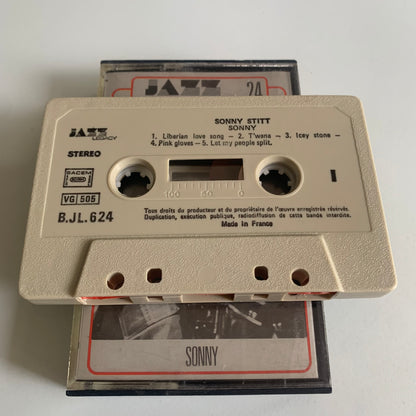 JAZZ 24
SONNY STITT
SONNY
1. Liberian love song - 2. T'wana - 3. Icey stone -
4. Pink gloves - 5. Let my people split.
JAZZ
LEGACY
STEREO
SACEM
VG 505
B.JL.624
I
100 50 0
Tous droits du producteur et du propriétaire de l'œuvre enregistrée réservés.
Duplication, exécution publique, radiodiffusion de cette bande interdite.
Made in France
SONNY